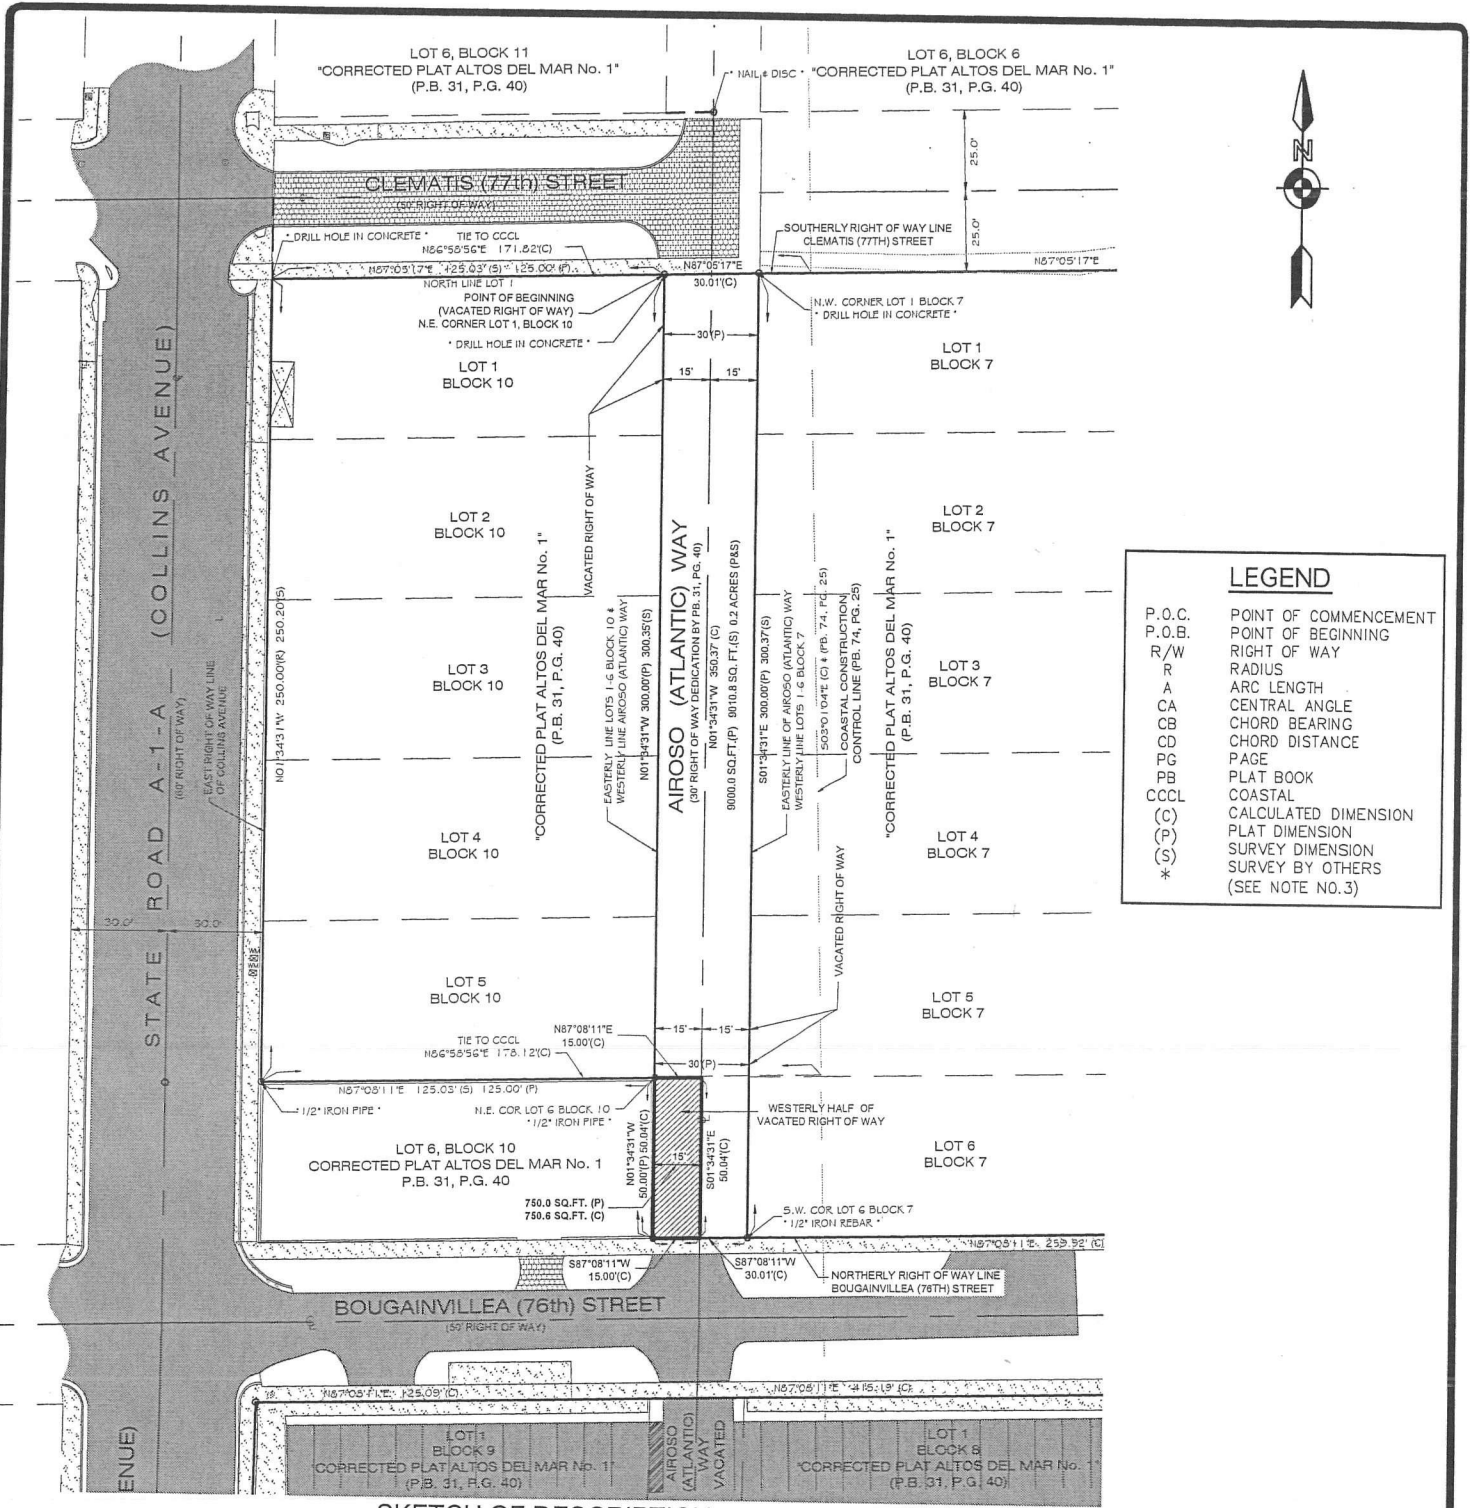 LOT 6, BLOCK 11
"CORRECTED PLAT ALTOS DEL MAR No. 1"
(P.B. 31, P.G. 40)
* NAIL & DISC *
LOT 6, BLOCK 6
"CORRECTED PLAT ALTOS DEL MAR No. 1"
(P.B. 31, P.G. 40)
N
25.0'
25.0'
CLEMATIS (77th) STREET
(50' RIGHT OF WAY)
* DRILL HOLE IN CONCRETE *
TIE TO CCCL
N86°58'56"E 171.82'(C)
SOUTHERLY RIGHT OF WAY LINE
CLEMATIS (77TH) STREET
N87°05'17"E 125.03' (S) 125.00' (P)
N87°05'17"E
30.01'(C)
N87°05'17"E
NORTH LINE LOT 1
POINT OF BEGINNING
(VACATED RIGHT OF WAY)
N.E. CORNER LOT 1, BLOCK 10
* DRILL HOLE IN CONCRETE *
N.W. CORNER LOT 1 BLOCK 7
* DRILL HOLE IN CONCRETE *
30'(P)
15'
15'
LOT 1
BLOCK 10
LOT 1
BLOCK 7
LOT 2
BLOCK 10
LOT 2
BLOCK 7
LOT 3
BLOCK 10
LOT 3
BLOCK 7
LOT 4
BLOCK 10
LOT 4
BLOCK 7
LOT 5
BLOCK 10
LOT 5
BLOCK 7
STATE ROAD A-1-A (COLLINS AVENUE)
(60' RIGHT OF WAY)
EAST RIGHT OF WAY LINE
OF COLLINS AVENUE
N01°34'31"W 250.00'(R) 250.20'(S)
"CORRECTED PLAT ALTOS DEL MAR No. 1"
(P.B. 31, P.G. 40)
VACATED RIGHT OF WAY
EASTERLY LINE LOTS 1-6 BLOCK 10 &
WESTERLY LINE AIROSO (ATLANTIC) WAY
N01°34'31"W 300.00'(P) 300.35'(S)
AIROSO (ATLANTIC) WAY
(30' RIGHT OF WAY DEDICATION BY PB. 31, PG. 40)
N01°34'31"W 350.37' (C)
9000.0 SQ.FT.(P) 9010.8 SQ. FT.(S) 0.2 ACRES (P&S)
S01°34'31"E 300.00'(P) 300.37'(S)
EASTERLY LINE OF AIROSO (ATLANTIC) WAY
WESTERLY LINE LOTS 1-6 BLOCK 7
S03°01'04"E (C) & (PB. 74, PG. 25)
COASTAL CONSTRUCTION
CONTROL LINE (PB. 74, PG. 25)
"CORRECTED PLAT ALTOS DEL MAR No. 1"
(P.B. 31, P.G. 40)
VACATED RIGHT OF WAY
LEGEND
P.O.C. POINT OF COMMENCEMENT
P.O.B. POINT OF BEGINNING
R/W RIGHT OF WAY
R RADIUS
A ARC LENGTH
CA CENTRAL ANGLE
CB CHORD BEARING
CD CHORD DISTANCE
PG PAGE
PB PLAT BOOK
CCCL COASTAL
(C) CALCULATED DIMENSION
(P) PLAT DIMENSION
(S) SURVEY DIMENSION
* SURVEY BY OTHERS
(SEE NOTE NO.3)
30.0'
TIE TO CCCL
N86°58'56"E 178.12'(C)
N87°08'11"E
15.00'(C)
15'
15'
30'(P)
N87°08'11"E 125.03' (S) 125.00' (P)
* 1/2" IRON PIPE *
N.E. COR LOT 6 BLOCK 10
* 1/2" IRON PIPE *
WESTERLY HALF OF
VACATED RIGHT OF WAY
LOT 6, BLOCK 10
CORRECTED PLAT ALTOS DEL MAR No. 1
P.B. 31, P.G. 40
N01°34'31"W
50.00'(P) 50.04'(C)
15'
S01°34'31"E
50.04'(C)
LOT 6
BLOCK 7
750.0 SQ.FT. (P)
750.6 SQ.FT. (C)
S.W. COR LOT 6 BLOCK 7
* 1/2" IRON REBAR *
N87°08'11"E 259.92' (C)
S87°08'11"W
15.00'(C)
S87°08'11"W
30.01'(C)
NORTHERLY RIGHT OF WAY LINE
BOUGAINVILLEA (76TH) STREET
BOUGAINVILLEA (76th) STREET
(50' RIGHT OF WAY)
N87°08'11"E 125.09'(C)
N87°08'11"E 415.19' (C)
ENUE)
LOT 1
BLOCK 9
"CORRECTED PLAT ALTOS DEL MAR No. 1"
(P.B. 31, P.G. 40)
AIROSO
(ATLANTIC)
WAY
VACATED
LOT 1
BLOCK 8
"CORRECTED PLAT ALTOS DEL MAR No. 1"
(P.B. 31, P.G. 40)